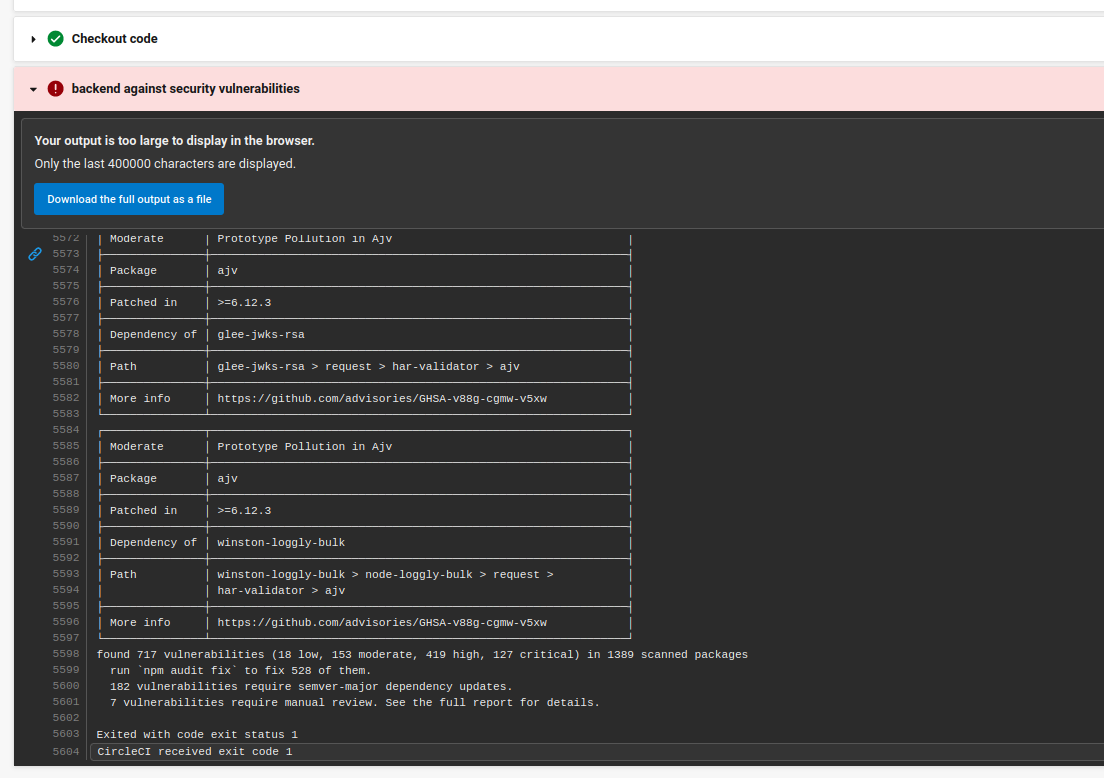 Checkout code
backend against security vulnerabilities
Your output is too large to display in the browser.
Only the last 400000 characters are displayed.
Download the full output as a file
5572 | Moderate | Prototype Pollution in Ajv |
5573
5574 | Package | ajv |
5575
5576 | Patched in | >=6.12.3 |
5577
5578 | Dependency of | glee-jwks-rsa |
5579
5580 | Path | glee-jwks-rsa > request > har-validator > ajv |
5581
5582 | More info | https://github.com/advisories/GHSA-v88g-cgmw-v5xw |
5583
5584
5585 | Moderate | Prototype Pollution in Ajv |
5586
5587 | Package | ajv |
5588
5589 | Patched in | >=6.12.3 |
5590
5591 | Dependency of | winston-loggly-bulk |
5592
5593 | Path | winston-loggly-bulk > node-loggly-bulk > request > |
5594 | | har-validator > ajv |
5595
5596 | More info | https://github.com/advisories/GHSA-v88g-cgmw-v5xw |
5597
5598 found 717 vulnerabilities (18 low, 153 moderate, 419 high, 127 critical) in 1389 scanned packages
5599 run `npm audit fix` to fix 528 of them.
5600 182 vulnerabilities require semver-major dependency updates.
5601 7 vulnerabilities require manual review. See the full report for details.
5602
5603 Exited with code exit status 1
5604 CircleCI received exit code 1